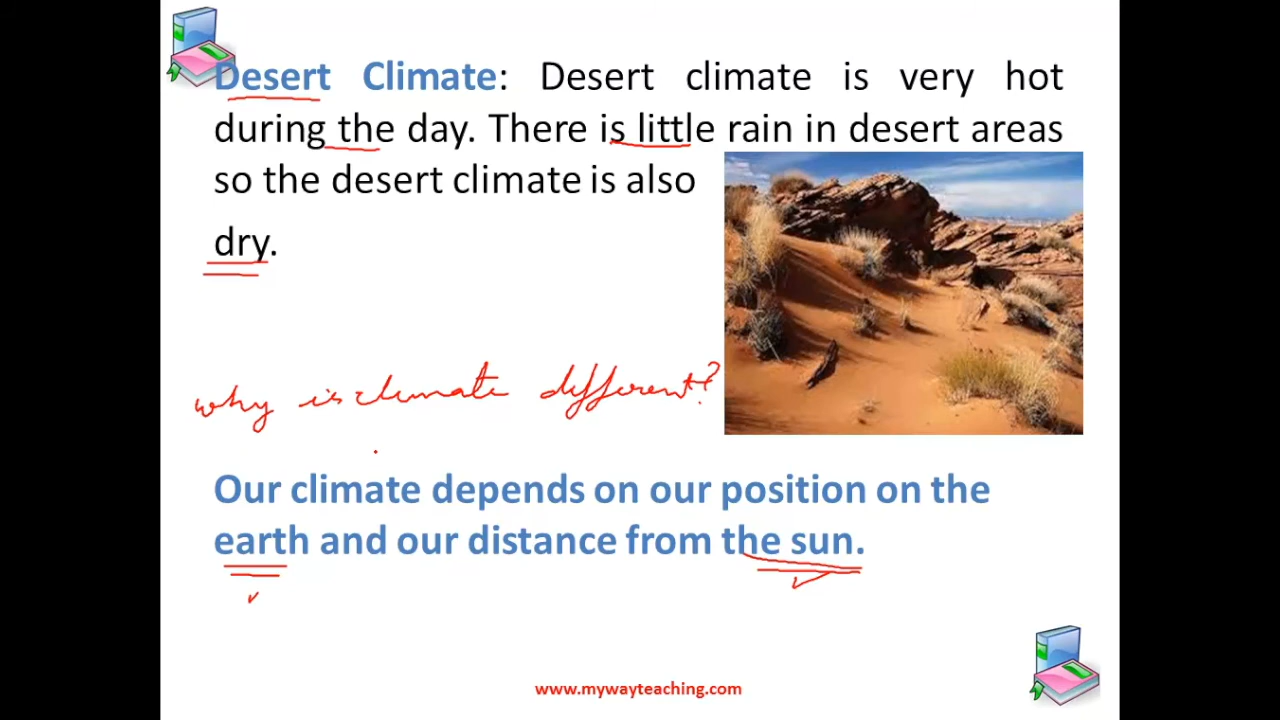 Desert Climate: Desert climate is very hot
during the day. There is little rain in desert areas
so the desert climate is also
dry.
why is climate different?
Our climate depends on our position on the
earth and our distance from the sun.
www.mywayteaching.com